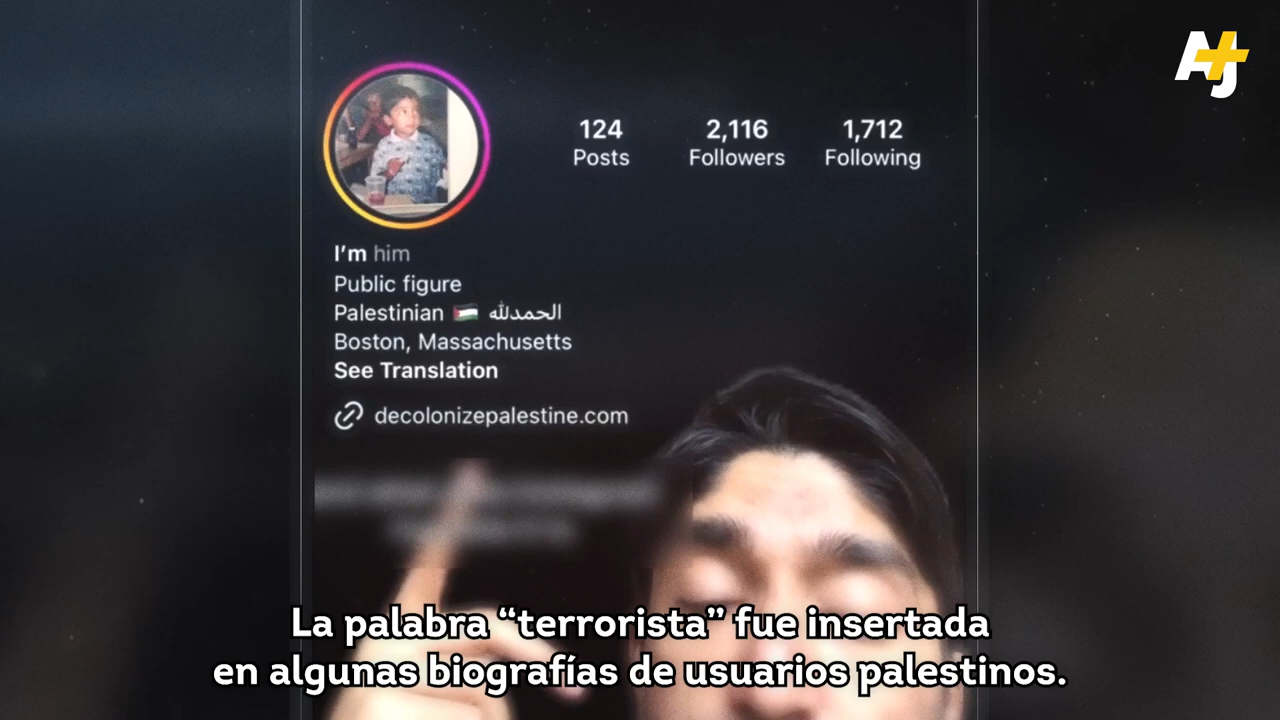 AJ+
124 2,116 1,712
Posts Followers Following
I'm him
Public figure
Palestinian 🇵🇸 الحمدلله
Boston, Massachusetts
See Translation
decolonizepalestine.com
La palabra “terrorista” fue insertada
en algunas biografías de usuarios palestinos.